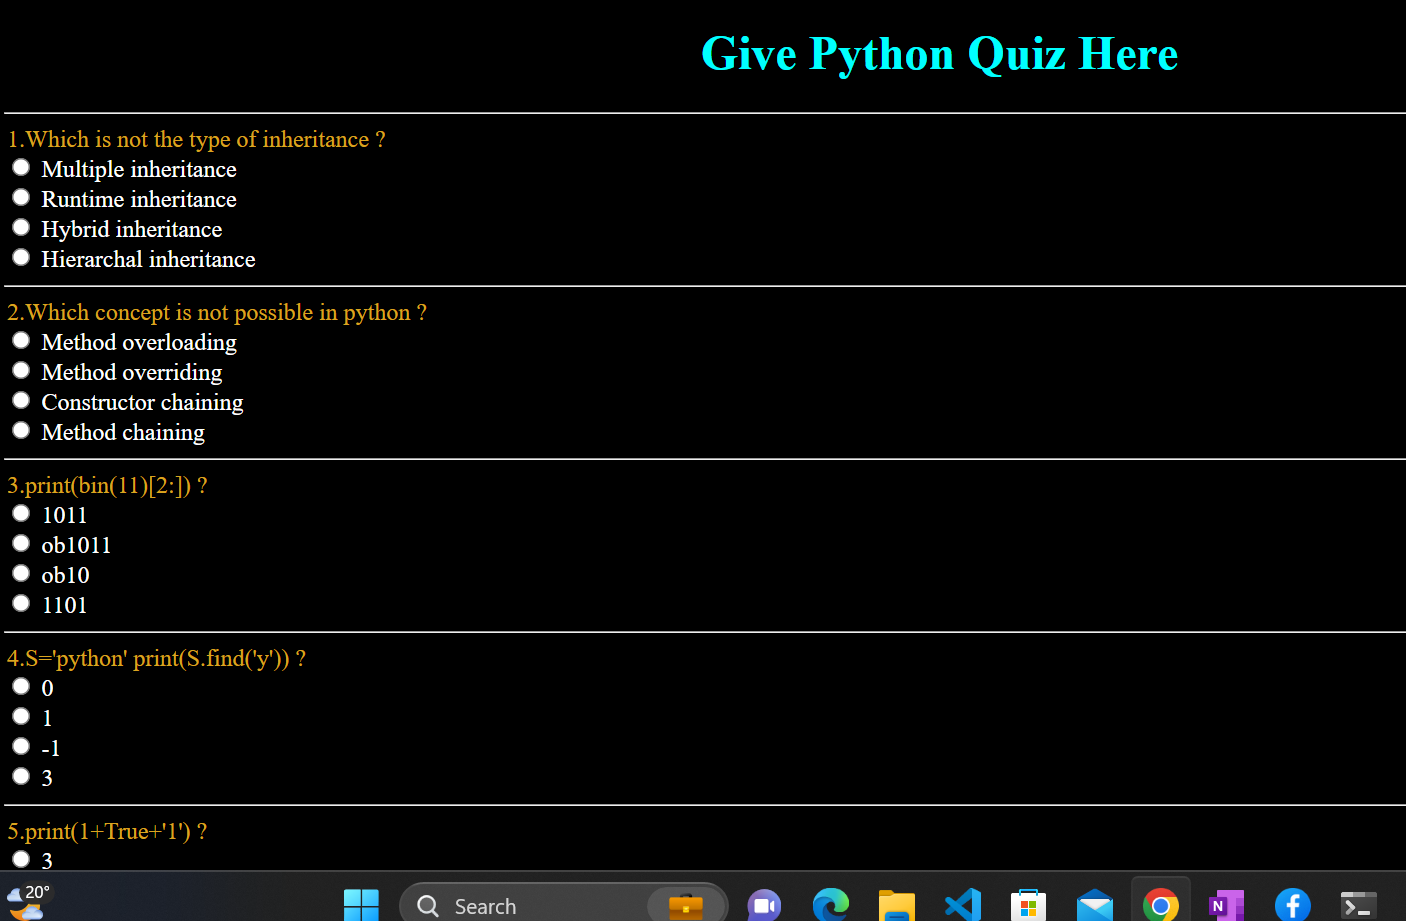 Give Python Quiz Here
1.Which is not the type of inheritance ?
Multiple inheritance
Runtime inheritance
Hybrid inheritance
Hierarchal inheritance
2.Which concept is not possible in python ?
Method overloading
Method overriding
Constructor chaining
Method chaining
3.print(bin(11)[2:]) ?
1011
ob1011
ob10
1101
4.S='python' print(S.find('y')) ?
0
1
-1
3
5.print(1+True+'1') ?
3
20°
Search
N